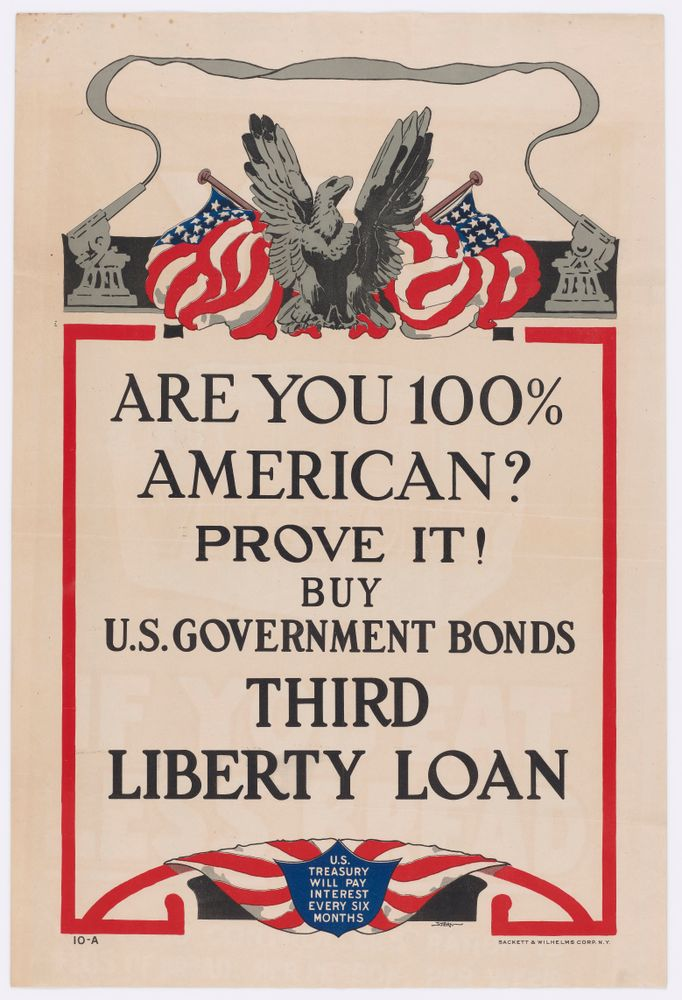 ARE YOU 100%
AMERICAN?
PROVE IT!
BUY
U.S. GOVERNMENT BONDS
THIRD
LIBERTY LOAN
U.S.
TREASURY
WILL PAY
INTEREST
EVERY SIX
MONTHS
STERN
10-A
SACKETT & WILHELMS CORP. N.Y.